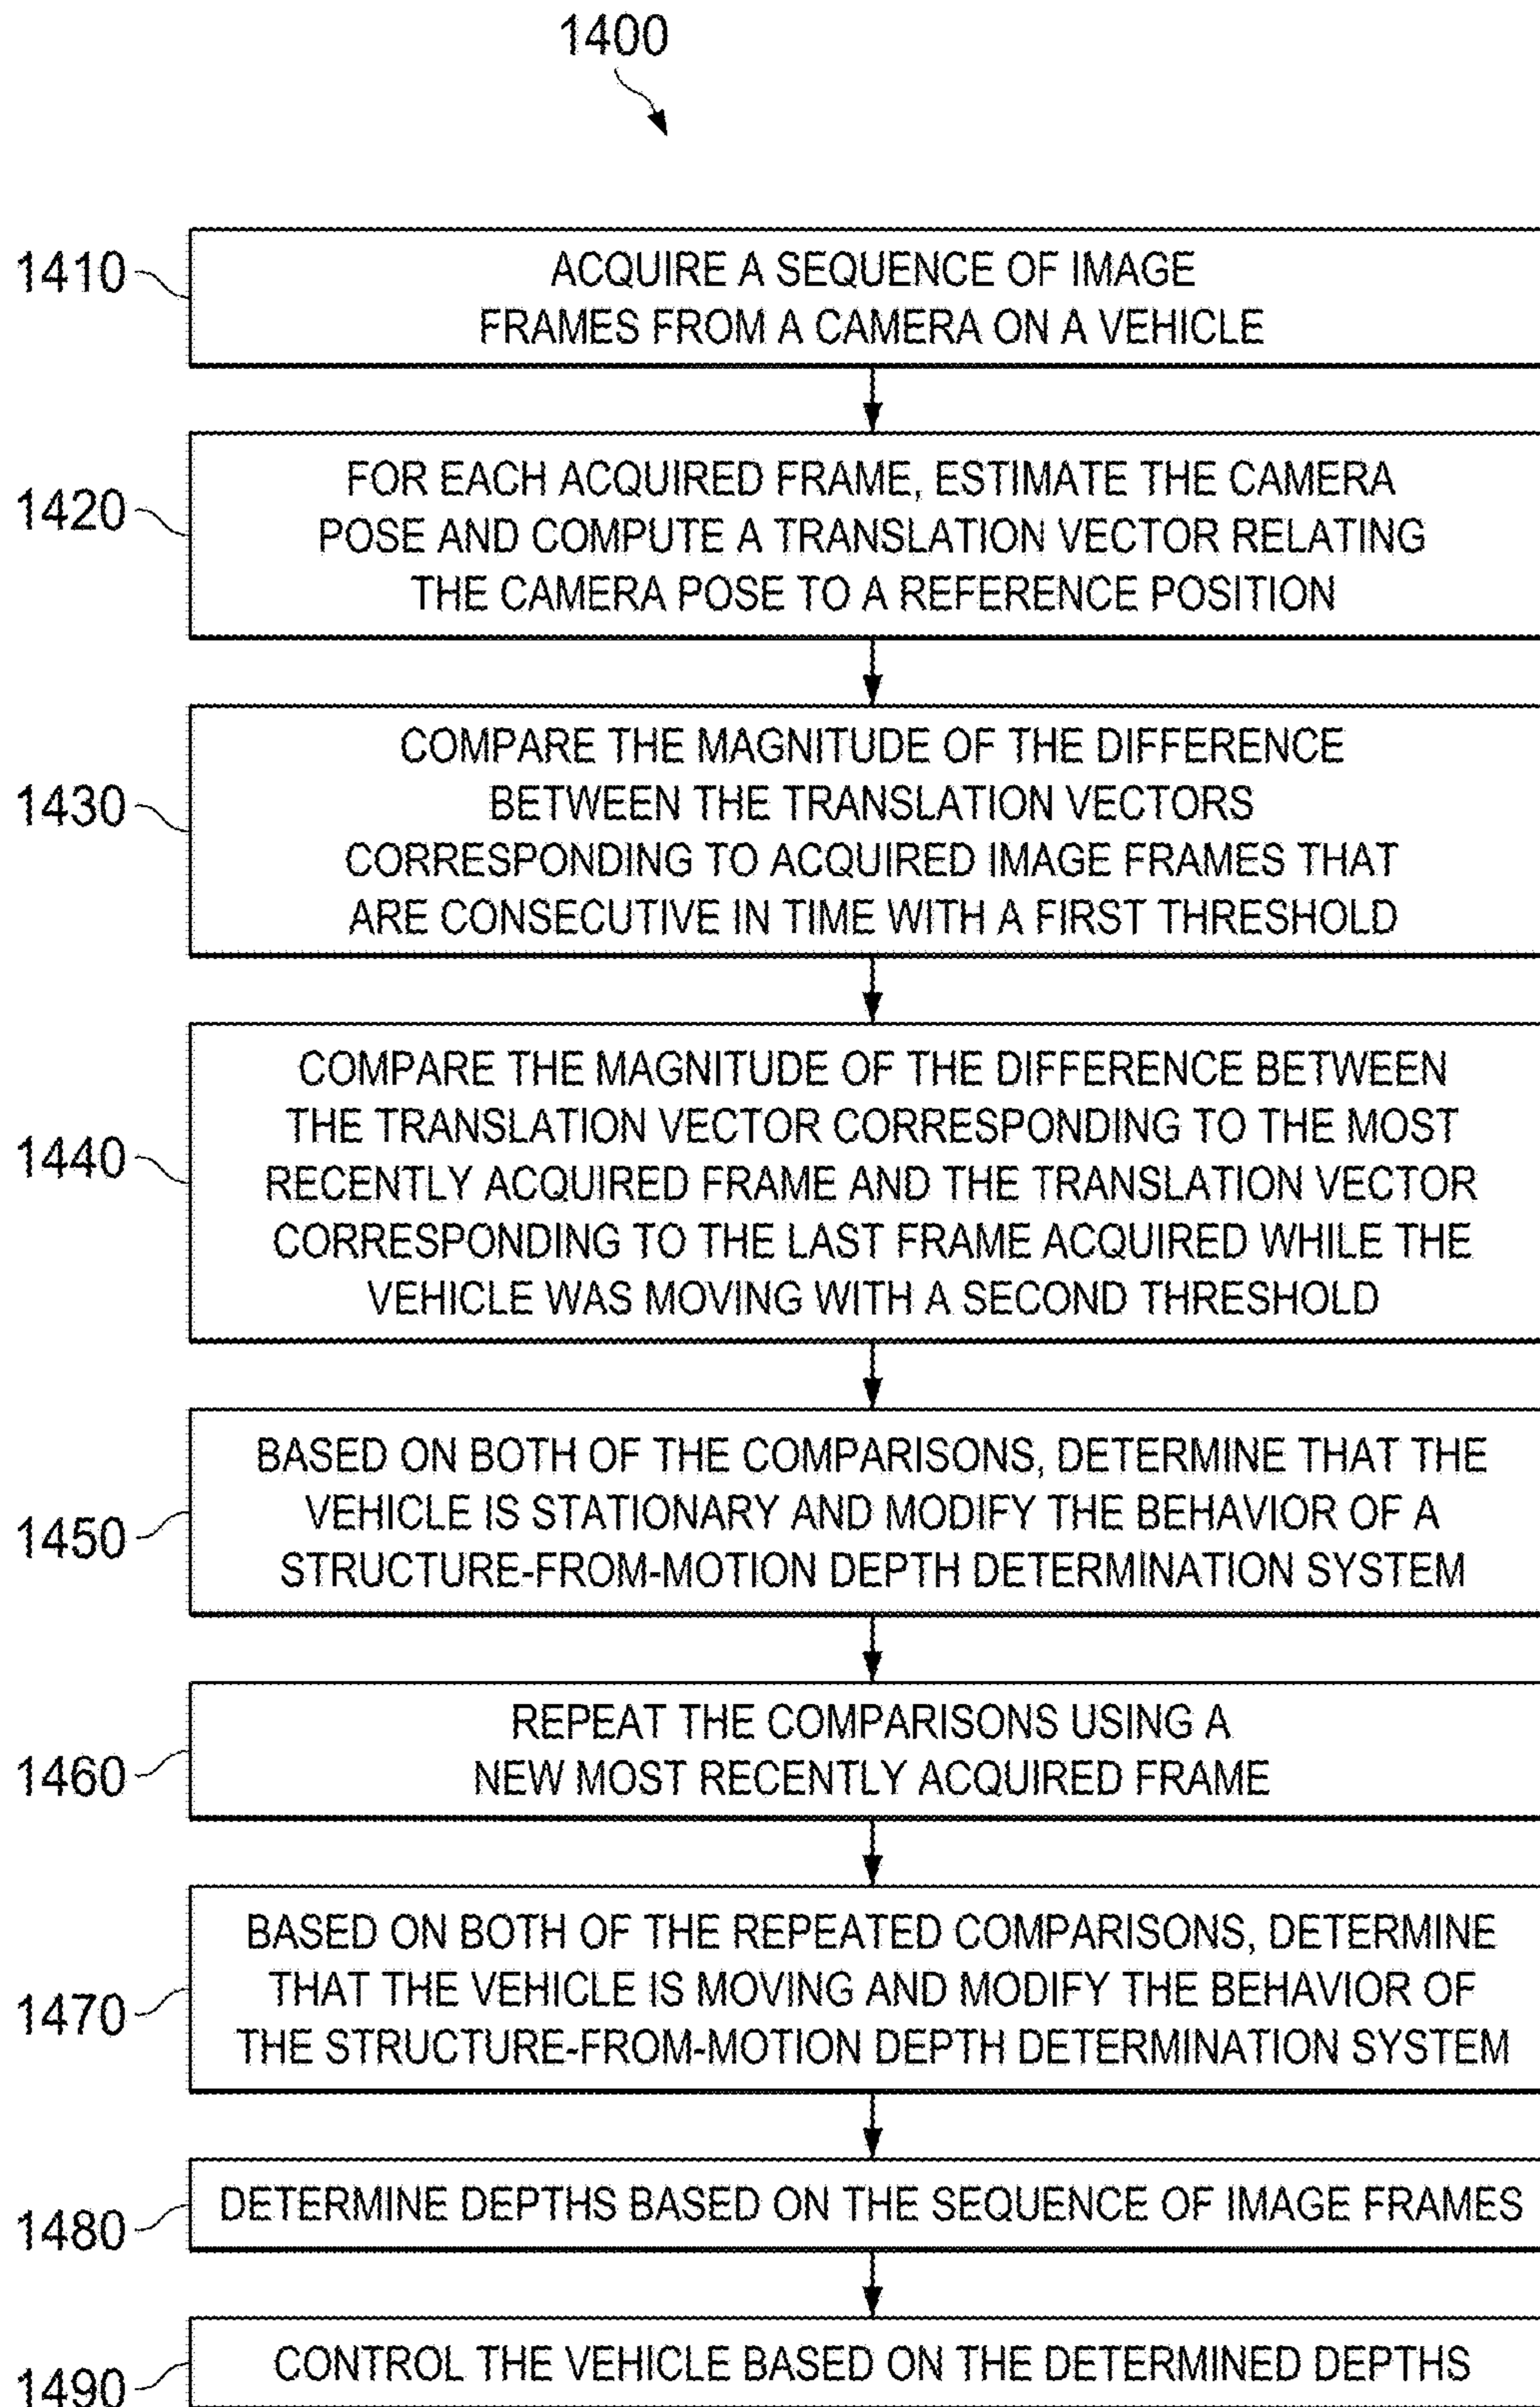 1400
1410
ACQUIRE A SEQUENCE OF IMAGE
FRAMES FROM A CAMERA ON A VEHICLE
1420
FOR EACH ACQUIRED FRAME, ESTIMATE THE CAMERA
POSE AND COMPUTE A TRANSLATION VECTOR RELATING
THE CAMERA POSE TO A REFERENCE POSITION
1430
COMPARE THE MAGNITUDE OF THE DIFFERENCE
BETWEEN THE TRANSLATION VECTORS
CORRESPONDING TO ACQUIRED IMAGE FRAMES THAT
ARE CONSECUTIVE IN TIME WITH A FIRST THRESHOLD
1440
COMPARE THE MAGNITUDE OF THE DIFFERENCE BETWEEN
THE TRANSLATION VECTOR CORRESPONDING TO THE MOST
RECENTLY ACQUIRED FRAME AND THE TRANSLATION VECTOR
CORRESPONDING TO THE LAST FRAME ACQUIRED WHILE THE
VEHICLE WAS MOVING WITH A SECOND THRESHOLD
1450
BASED ON BOTH OF THE COMPARISONS, DETERMINE THAT THE
VEHICLE IS STATIONARY AND MODIFY THE BEHAVIOR OF A
STRUCTURE-FROM-MOTION DEPTH DETERMINATION SYSTEM
1460
REPEAT THE COMPARISONS USING A
NEW MOST RECENTLY ACQUIRED FRAME
1470
BASED ON BOTH OF THE REPEATED COMPARISONS, DETERMINE
THAT THE VEHICLE IS MOVING AND MODIFY THE BEHAVIOR OF
THE STRUCTURE-FROM-MOTION DEPTH DETERMINATION SYSTEM
1480
DETERMINE DEPTHS BASED ON THE SEQUENCE OF IMAGE FRAMES
1490
CONTROL THE VEHICLE BASED ON THE DETERMINED DEPTHS